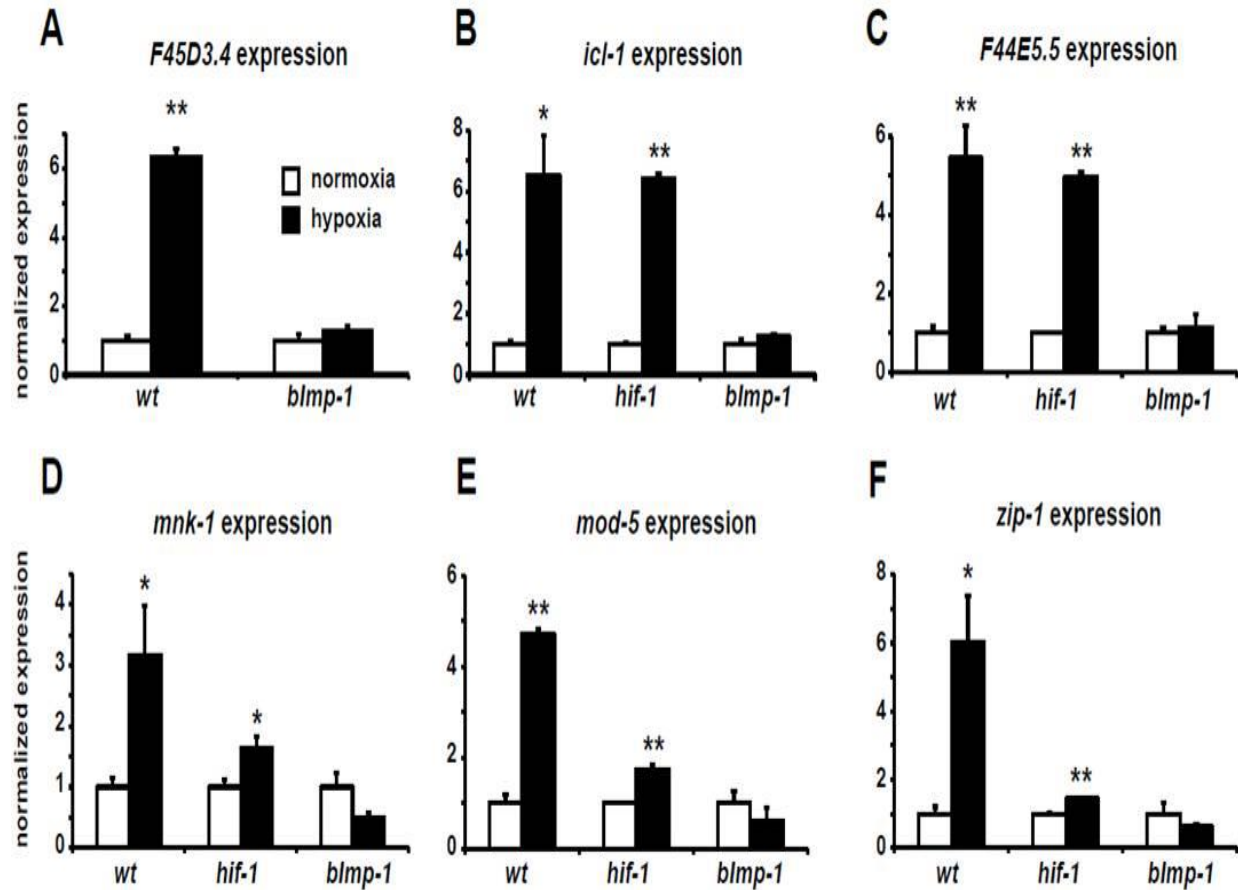 A
F45D3.4 expression
**
normalized expression
6
4
2
0
normoxia
hypoxia
wt
blmp-1
B
icl-1 expression
*
**
8
6
4
2
0
wt
hif-1
blmp-1
C
F44E5.5 expression
**
**
6
4
2
0
wt
hif-1
blmp-1
D
mnk-1 expression
*
*
normalized expression
4
3
2
1
0
wt
hif-1
blmp-1
E
mod-5 expression
**
**
6
4
2
0
wt
hif-1
blmp-1
F
zip-1 expression
*
**
8
6
4
2
0
wt
hif-1
blmp-1